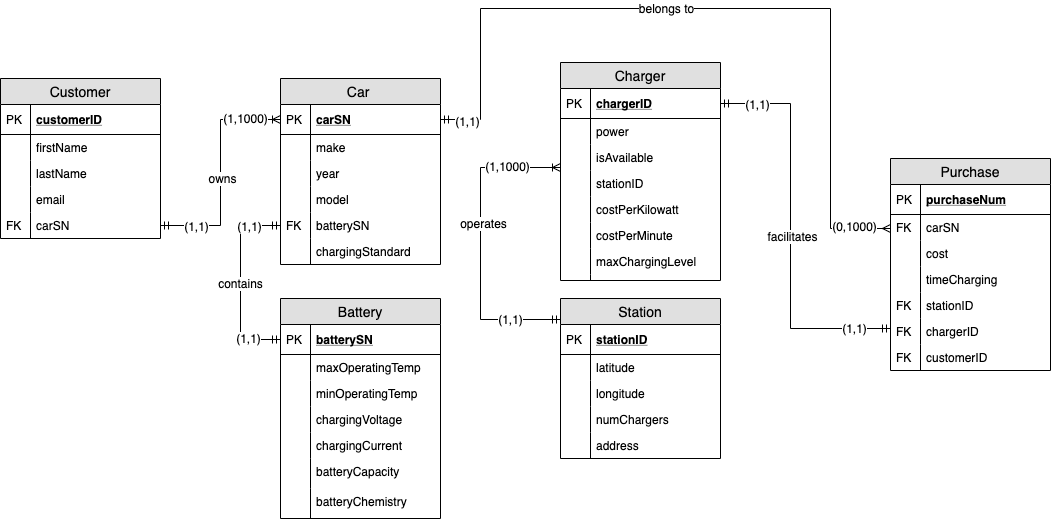 belongs to
Customer
PK customerID
firstName
lastName
email
FK carSN
(1,1)
owns
(1,1000)
Car
PK carSN
make
year
model
FK batterySN
chargingStandard
(1,1)
(1,1)
contains
(1,1)
Battery
PK batterySN
maxOperatingTemp
minOperatingTemp
chargingVoltage
chargingCurrent
batteryCapacity
batteryChemistry
Charger
PK chargerID
power
isAvailable
stationID
costPerKilowatt
costPerMinute
maxChargingLevel
(1,1000)
operates
(1,1)
Station
PK stationID
latitude
longitude
numChargers
address
(1,1)
facilitates
(1,1)
(0,1000)
Purchase
PK purchaseNum
FK carSN
cost
timeCharging
FK stationID
FK chargerID
FK customerID